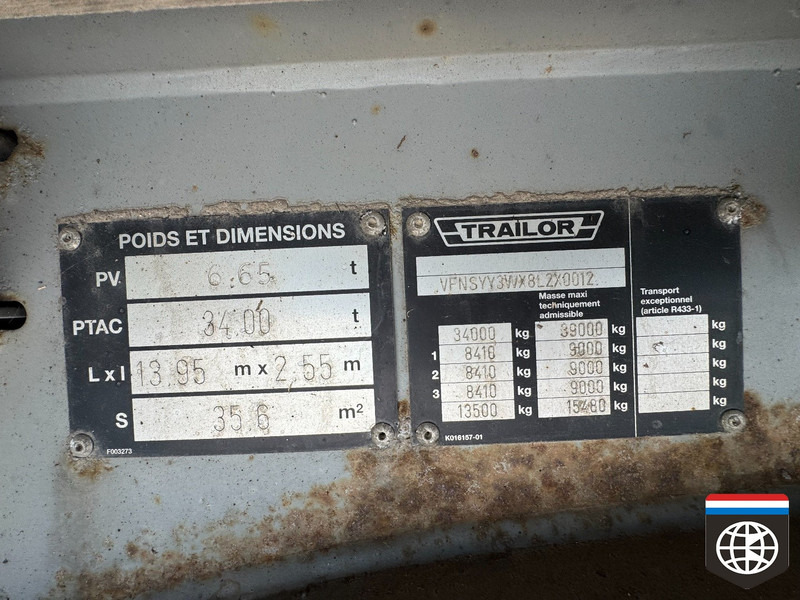 POIDS ET DIMENSIONS
PV 6.65 t
PTAC 34.00 t
L x l 13.95 m x 2.55 m
S 35.6 m²
F003273
TRAILOR
VFNSYY3WX8L2X0012
Masse maxi
techniquement
admissible
Transport
exceptionnel
(article R433-1)
34000 kg 39000 kg kg
1 8410 kg 9000 kg kg
2 8410 kg 9000 kg kg
3 8410 kg 9000 kg kg
13500 kg kg kg
K016157-01